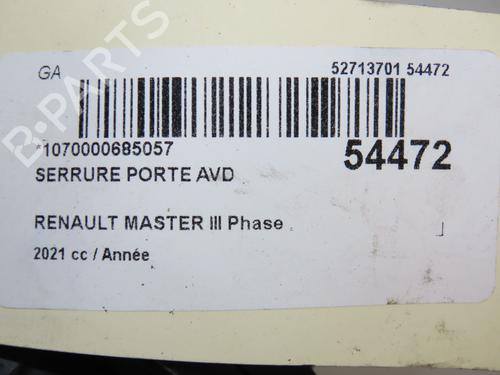 GA 52713701 54472
*1070000685057 54472
SERRURE PORTE AVD
RENAULT MASTER III Phase
2021 cc / Année
B-PARTS